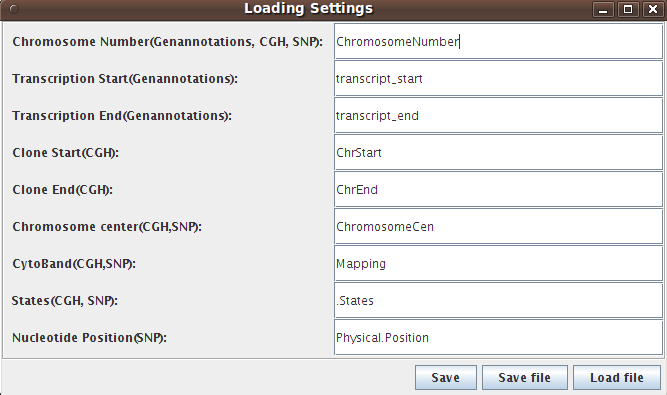 Loading Settings
Chromosome Number(Genannotations, CGH, SNP): ChromosomeNumber
Transcription Start(Genannotations): transcript_start
Transcription End(Genannotations): transcript_end
Clone Start(CGH): ChrStart
Clone End(CGH): ChrEnd
Chromosome center(CGH,SNP): ChromosomeCen
CytoBand(CGH,SNP): Mapping
States(CGH, SNP): .States
Nucleotide Position(SNP): Physical.Position
Save Save file Load file